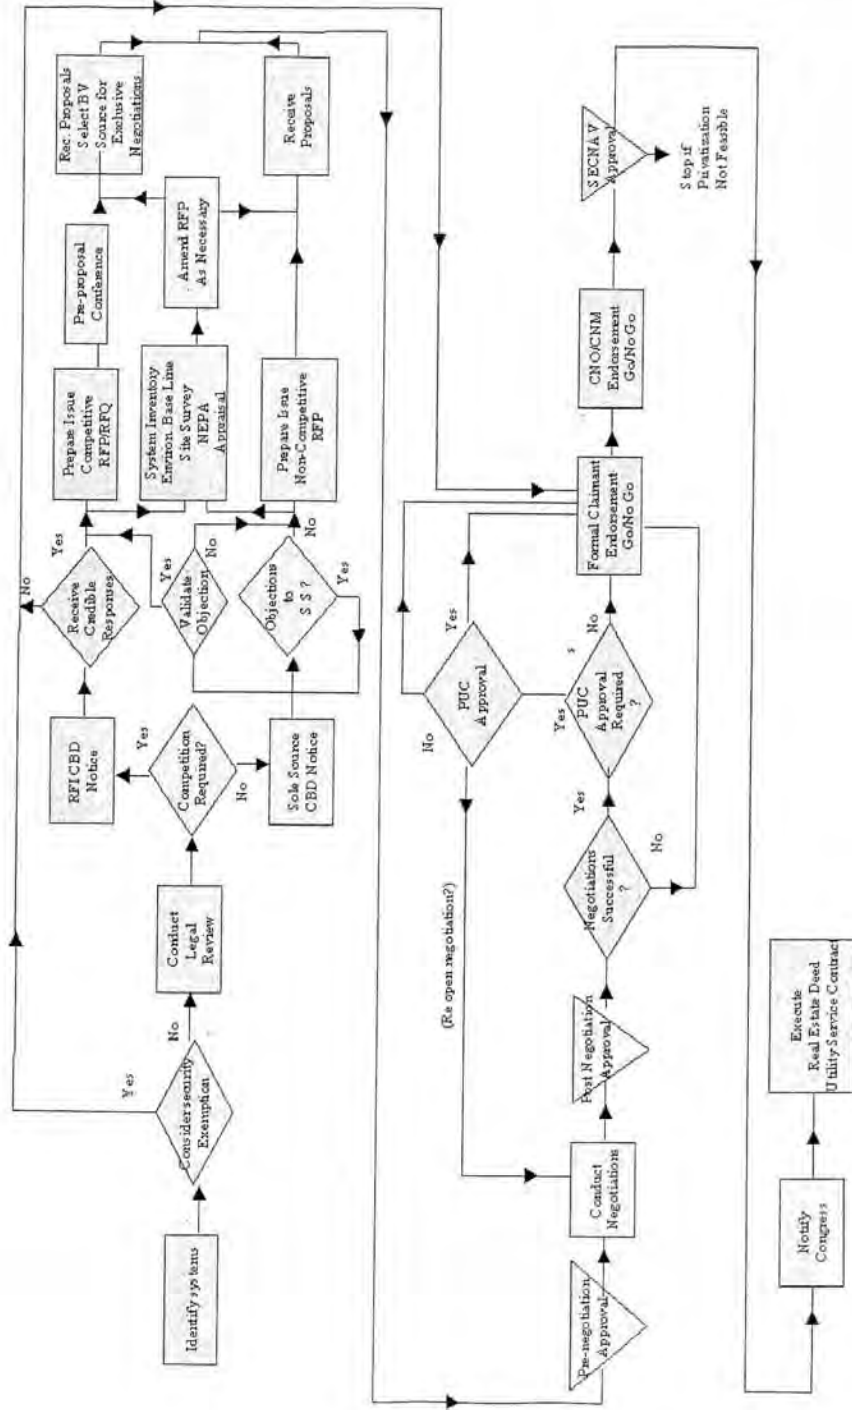 Identify systems
Consider security
Exemption
Yes
No
Conduct
Legal
Review
Competition
Required?
Yes
No
RFI CBD
Notice
Sole Source
CBD Notice
Receive
Credible
Responses
No
Yes
Validate
Objection
Yes
No
Objections
to
S S ?
No
Yes
Prepare Issue
Competitive
RFP/RFQ
System Inventory
Environ. Base Line
Site Survey
NEPA
Appraisal
Prepare Issue
Non-Competitive
RFP
Pre-proposal
Conference
Amend RFP
As Necessary
Rec. Proposals
Select BV
Source for
Exclusive
Negotiations
Receive
Proposals
Pre-negotiation
Approval
Conduct
Negotiations
(Re open negotiation?)
Post Negotiation
Approval
Negotiations
Successful
?
Yes
No
PUC
Approval
Required
?
Yes
s
No
PUC
Approval
No
Yes
Formal Claimant
Endorsement
Go/No Go
CNO/CNM
Endorsement
Go/No Go
SECNAV
Approval
Stop if
Privatization
Not Feasible
Notify
Congress
Execute
Real Estate Deed
Utility Service Contract